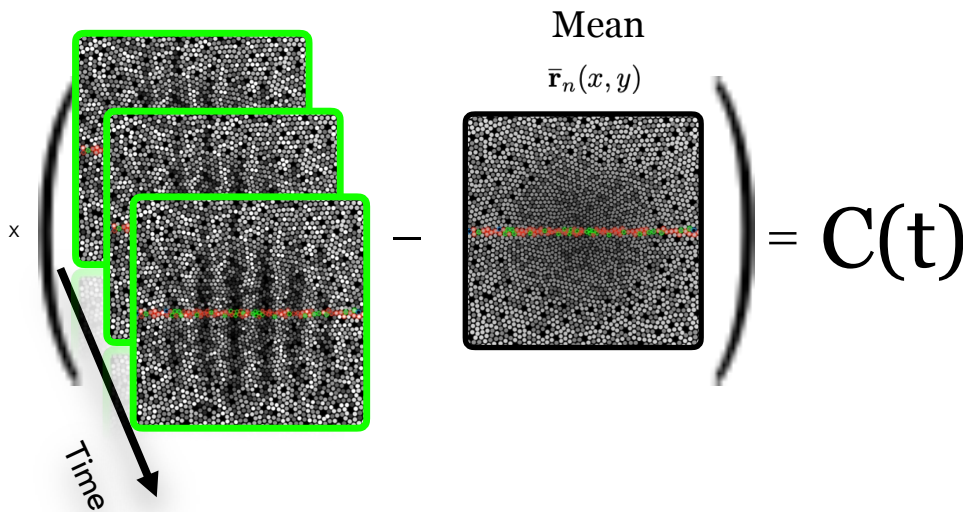 Mean
r̄ₙ(x, y)
x
− 
= C(t)
Time